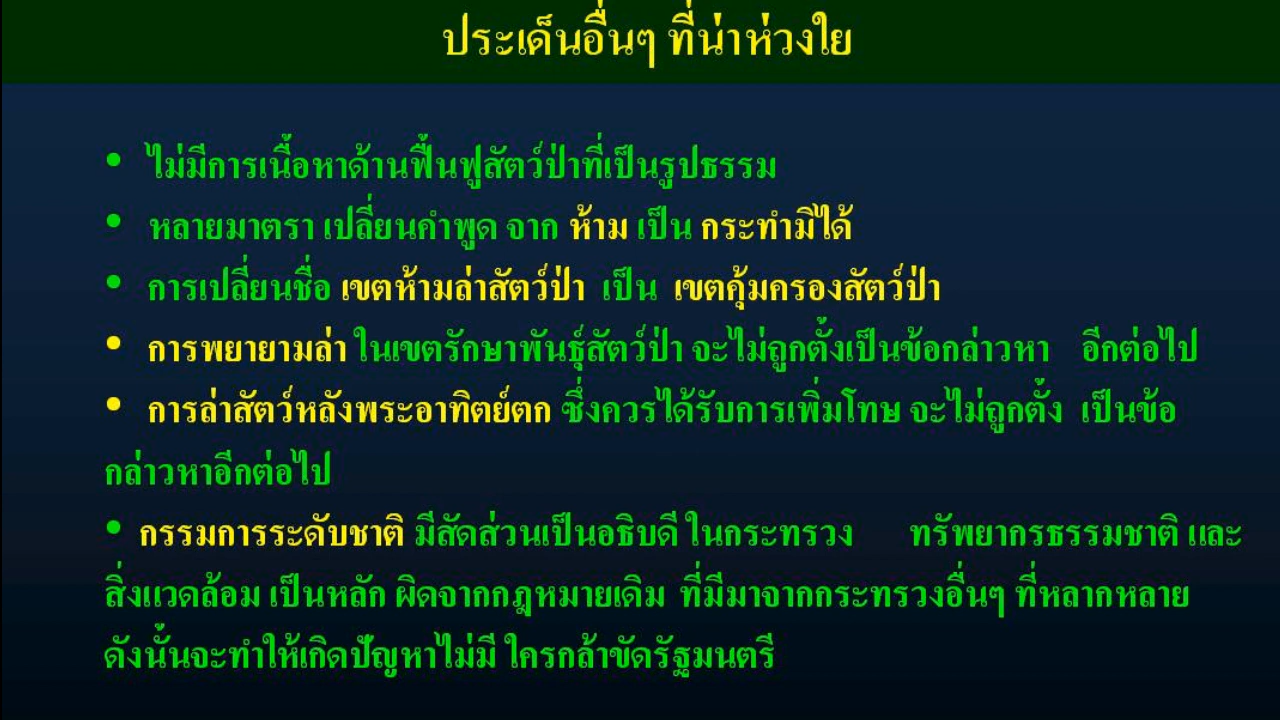 ประเด็นอื่นๆ ที่น่าห่วงใย
• ไม่มีการเนื้อหาด้านฟื้นฟูสัตว์ป่าที่เป็นรูปธรรม
• หลายมาตรา เปลี่ยนคำพูด จาก ห้าม เป็น กระทำมิได้
• การเปลี่ยนชื่อ เขตห้ามล่าสัตว์ป่า เป็น เขตคุ้มครองสัตว์ป่า
• การพยายามล่า ในเขตรักษาพันธุ์สัตว์ป่า จะไม่ถูกตั้งเป็นข้อกล่าวหา อีกต่อไป
• การล่าสัตว์หลังพระอาทิตย์ตก ซึ่งควรได้รับการเพิ่มโทษ จะไม่ถูกตั้ง เป็นข้อ
กล่าวหาอีกต่อไป
• กรรมการระดับชาติ มีสัดส่วนเป็นอธิบดี ในกระทรวง ทรัพยากรธรรมชาติ และ
สิ่งแวดล้อม เป็นหลัก ผิดจากกฎหมายเดิม ที่มีมาจากกระทรวงอื่นๆ ที่หลากหลาย
ดังนั้นจะทำให้เกิดปัญหาไม่มี ใครกล้าขัดรัฐมนตรี